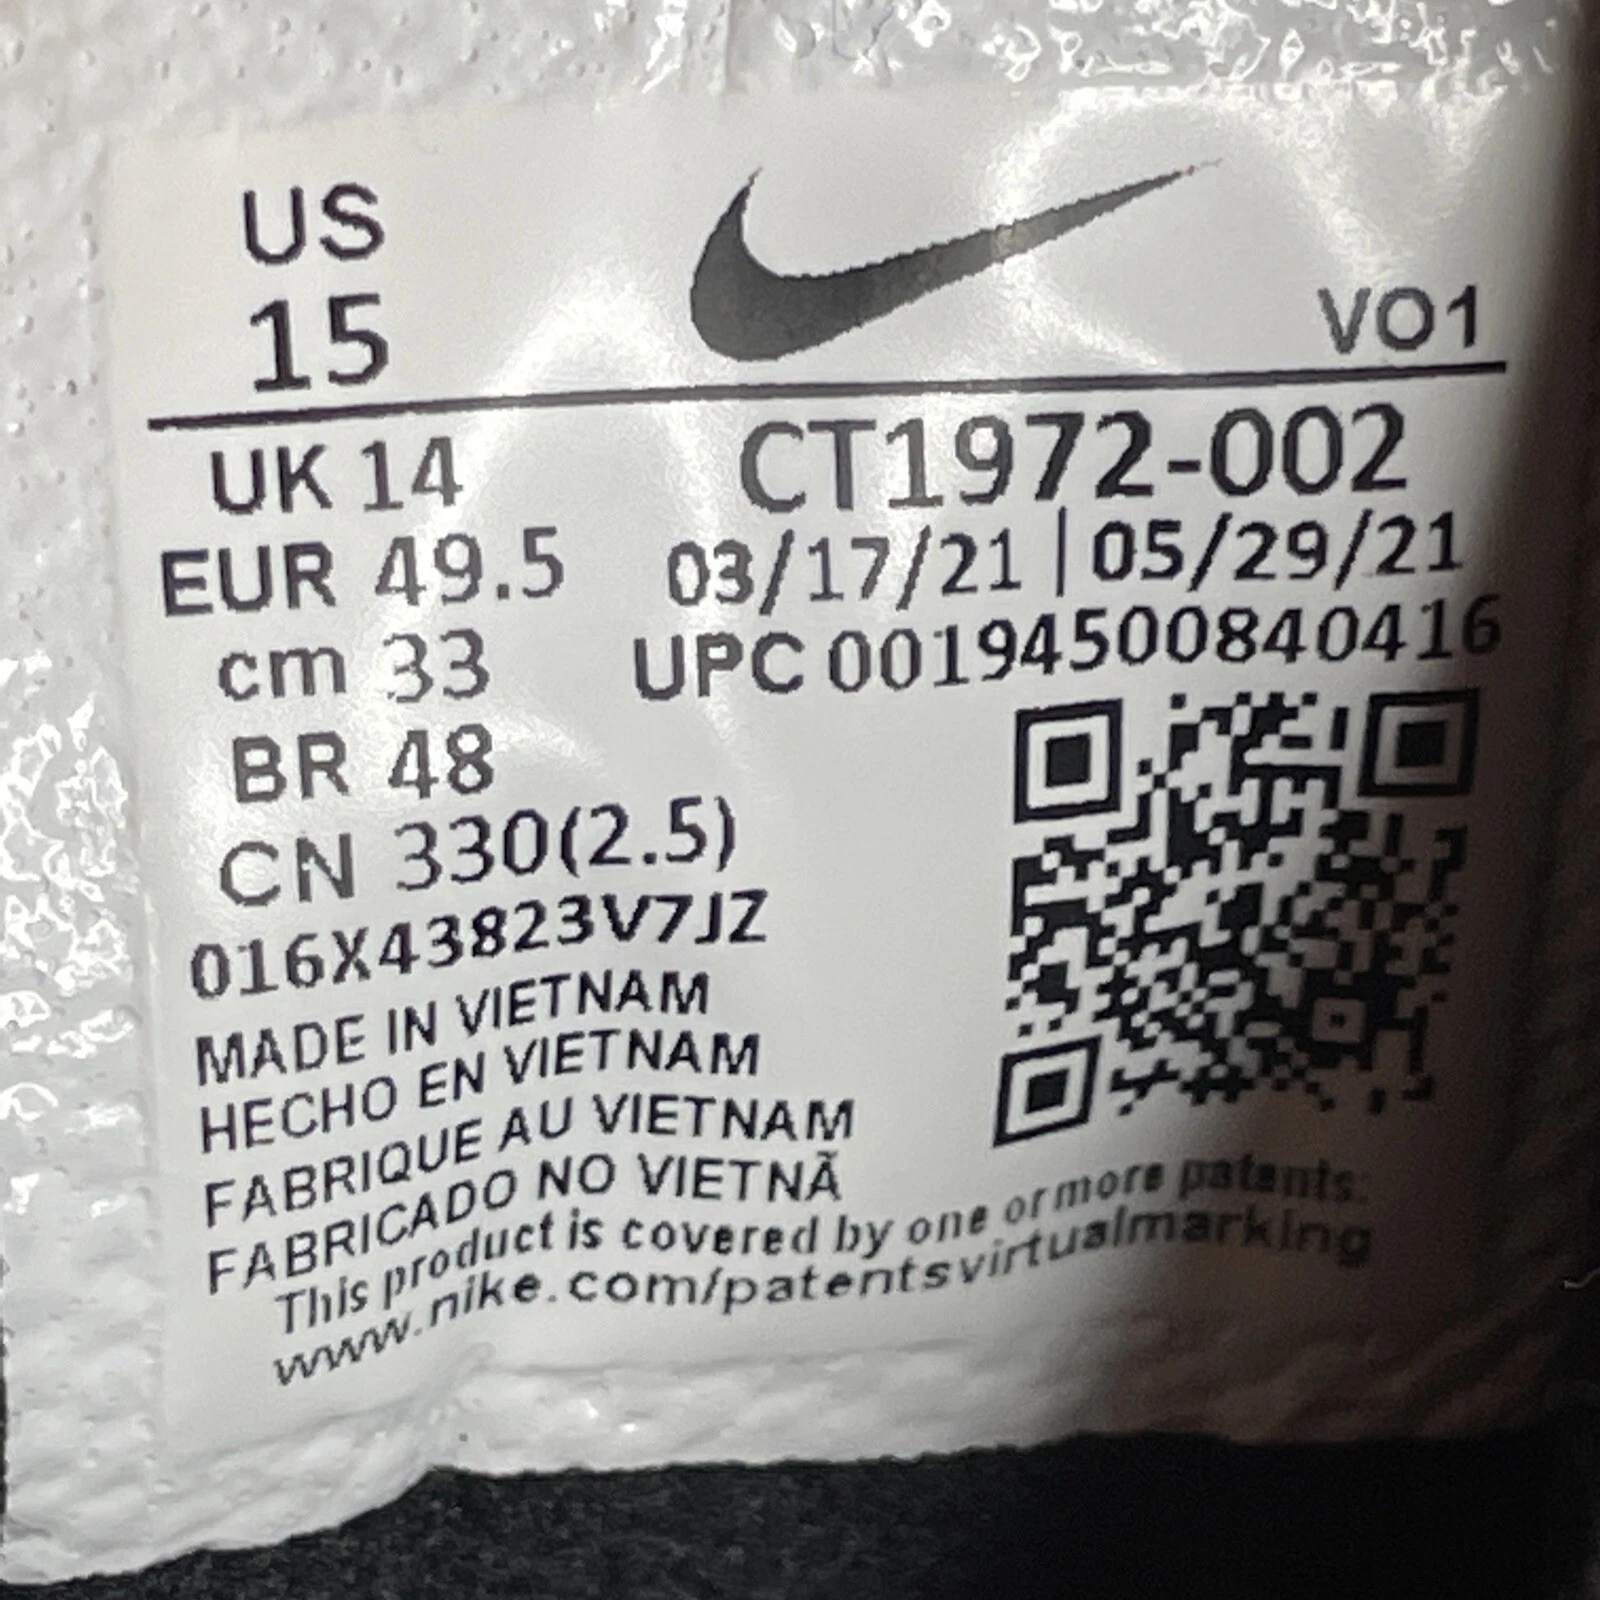 US
15
VO1
UK 14
CT1972-002
EUR 49.5
03/17/21 | 05/29/21
cm 33
UPC 00194500840416
BR 48
CN 330(2.5)
016X43823V7JZ
MADE IN VIETNAM
HECHO EN VIETNAM
FABRIQUE AU VIETNAM
FABRICADO NO VIETNÃ
This product is covered by one or more patents:
www.nike.com/patentsvirtualmarking